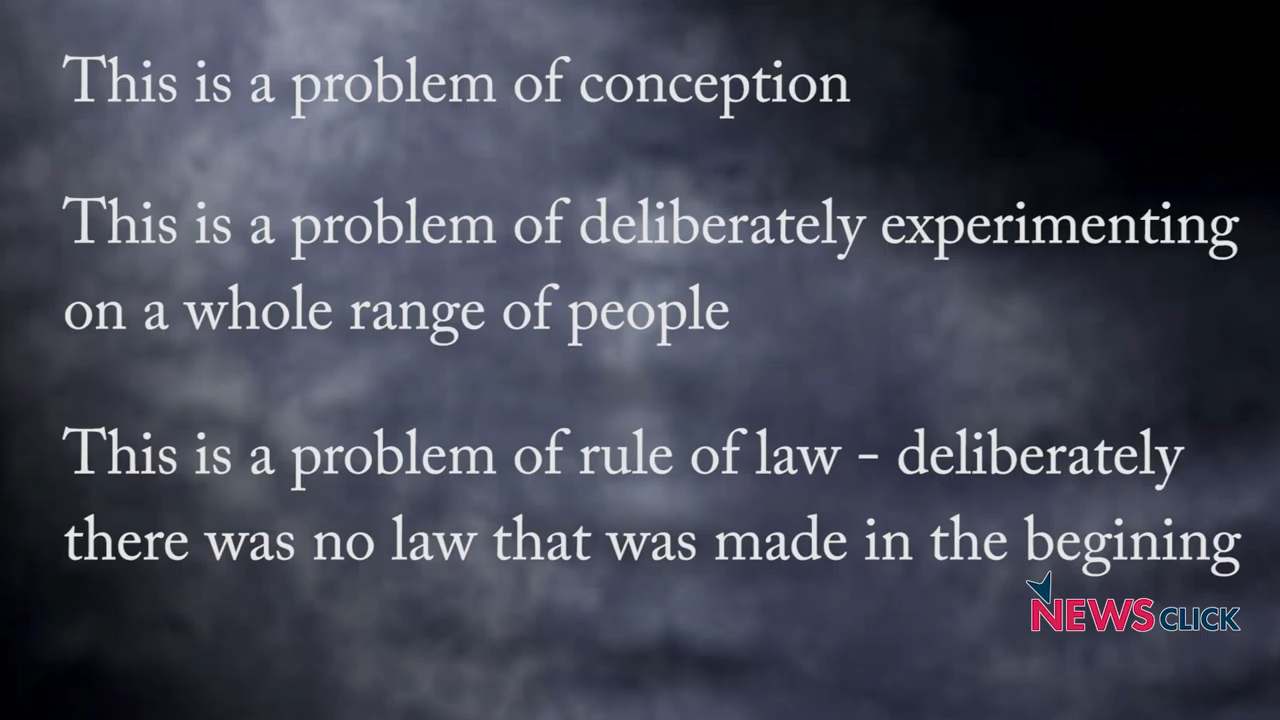 This is a problem of conception
This is a problem of deliberately experimenting
on a whole range of people
This is a problem of rule of law - deliberately
there was no law that was made in the begining
NEWSCLICK